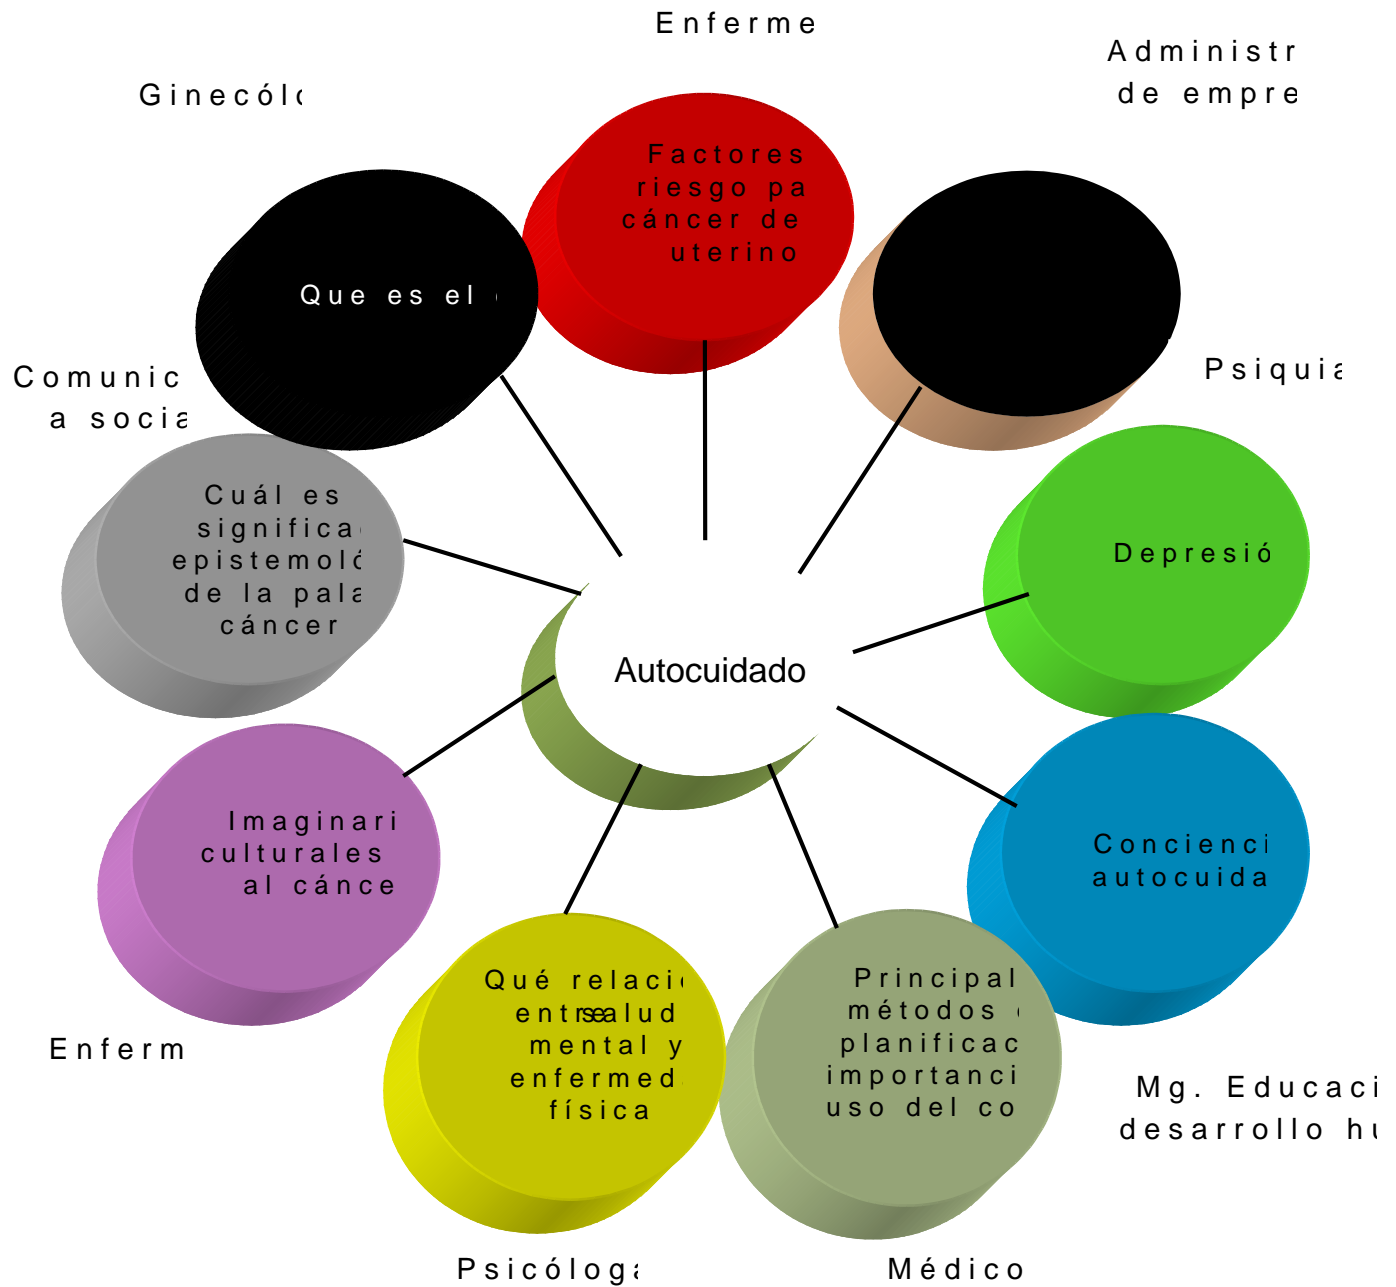 Enferme
Administr
de empre
Ginecólo
Factores
riesgo pa
cáncer de
uterino
Que es el
Comunic
a socia
Psiquia
Cuál es
significa
epistemoló
de la pala
cáncer
Depresió
Autocuidado
Imaginari
culturales
al cánce
Concienci
autocuida
Qué relaci
entre salud
mental y
enfermed
física
Principal
métodos
planificac
importanci
uso del co
Enferm
Mg. Educaci
desarrollo hu
Psicóloga
Médico